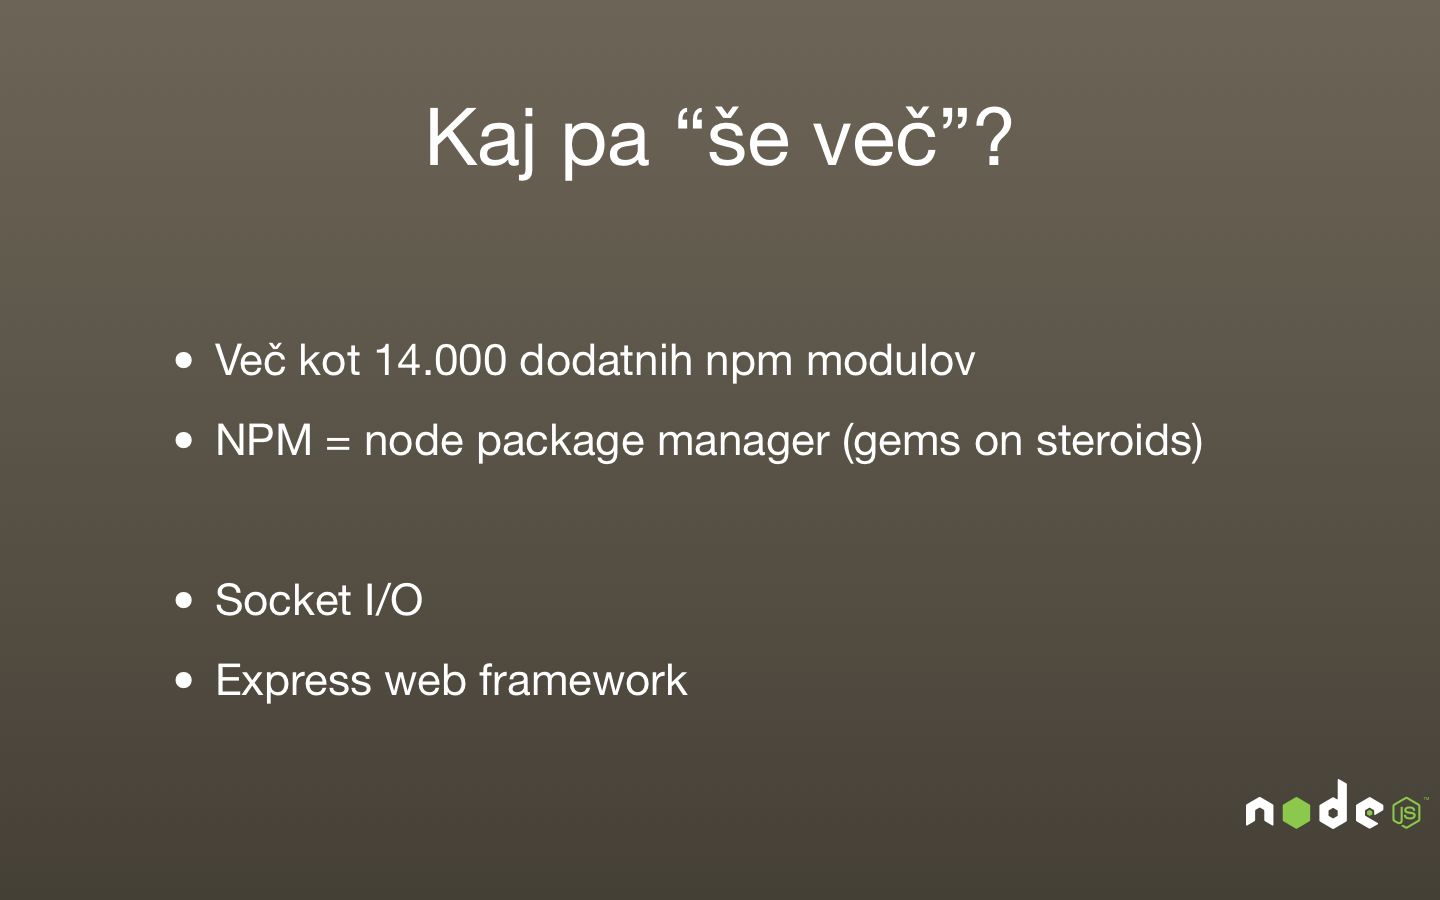 Kaj pa “še več”?
• Več kot 14.000 dodatnih npm modulov
• NPM = node package manager (gems on steroids)
• Socket I/O
• Express web framework
node JS ™